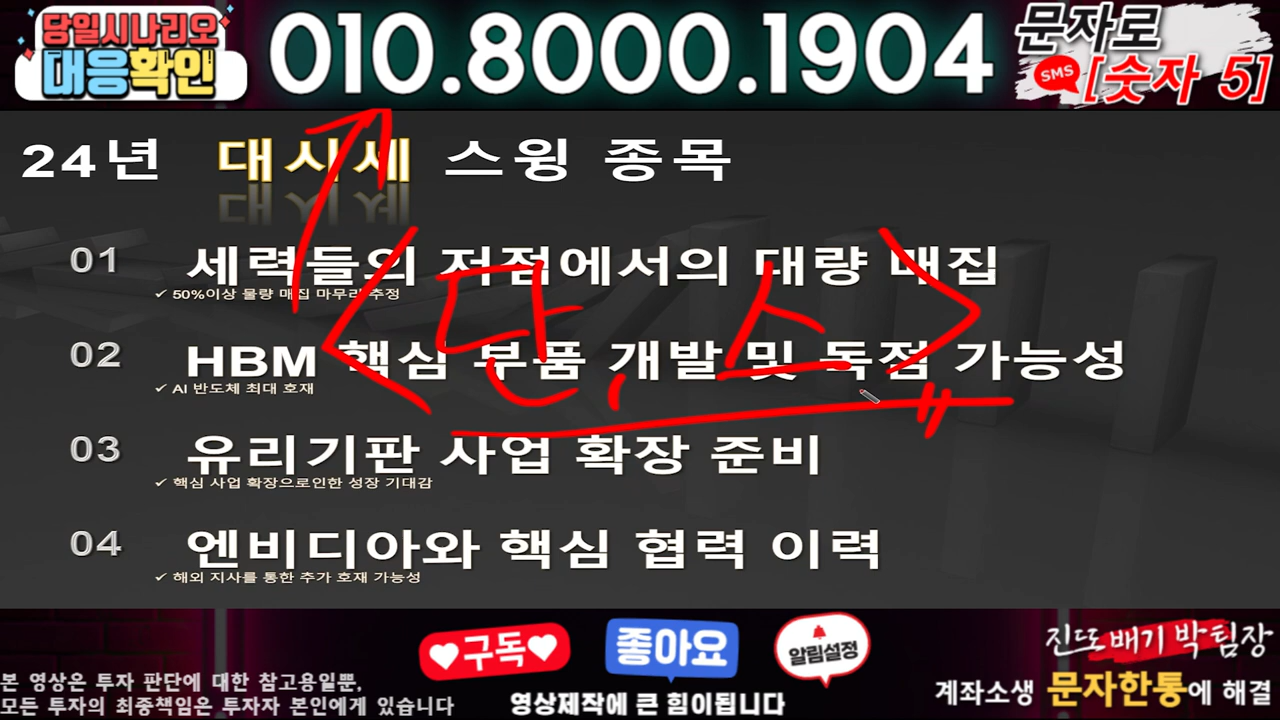 당일시나리오
대응확인
010.8000.1904
문자로
SMS
[숫자 5]
24년 대시세 스윙 종목
01 세력들의 저점에서의 대량 매집
✓ 50%이상 물량 매집 마무리 추정
<단, 스>
02 HBM 핵심 부품 개발 및 독점 가능성
✓ AI 반도체 최대 호재
03 유리기판 사업 확장 준비
✓ 핵심 사업 확장으로인한 성장 기대감
04 엔비디아와 핵심 협력 이력
✓ 해외 지사를 통한 추가 호재 가능성
구독
좋아요
알림설정
영상제작에 큰 힘이됩니다
본 영상은 투자 판단에 대한 참고용일뿐,
모든 투자의 최종책임은 투자자 본인에게 있습니다
진또배기 박팀장
계좌소생 문자한통에 해결